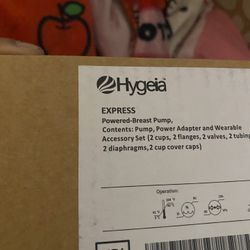 Hygeia
EXPRESS
Powered-Breast Pump,
Contents: Pump, Power Adapter and Wearable
Accessory Set (2 cups, 2 flanges, 2 valves, 2 tubing
2 diaphragms, 2 cup cover caps)
Operation: